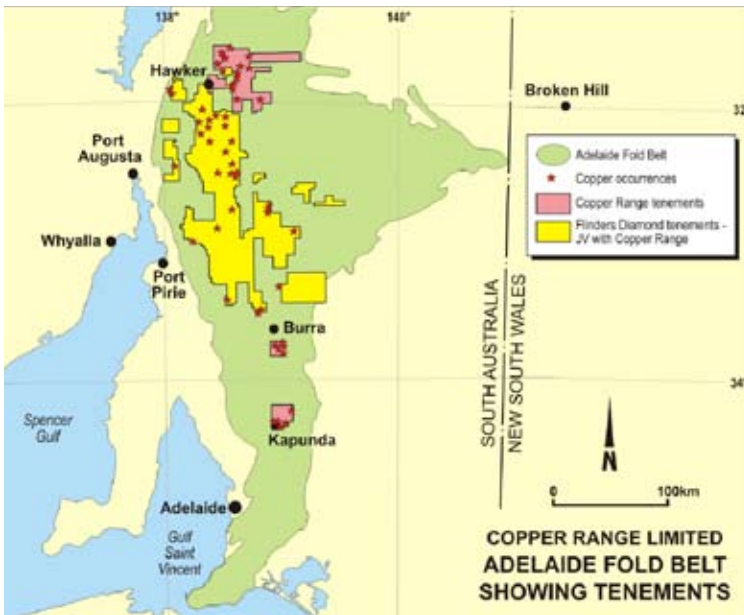 138°
140°
Hawker
Broken Hill
32
Port
Augusta
Adelaide Fold Belt
Copper occurrences
Copper Range tenements
Flinders Diamond tenements -
JV with Copper Range
Whyalla
Port
Pirie
Burra
SOUTH AUSTRALIA
NEW SOUTH WALES
34°
Spencer
Gulf
Kapunda
N
0
100km
Adelaide
Gulf
Saint
Vincent
COPPER RANGE LIMITED
ADELAIDE FOLD BELT
SHOWING TENEMENTS